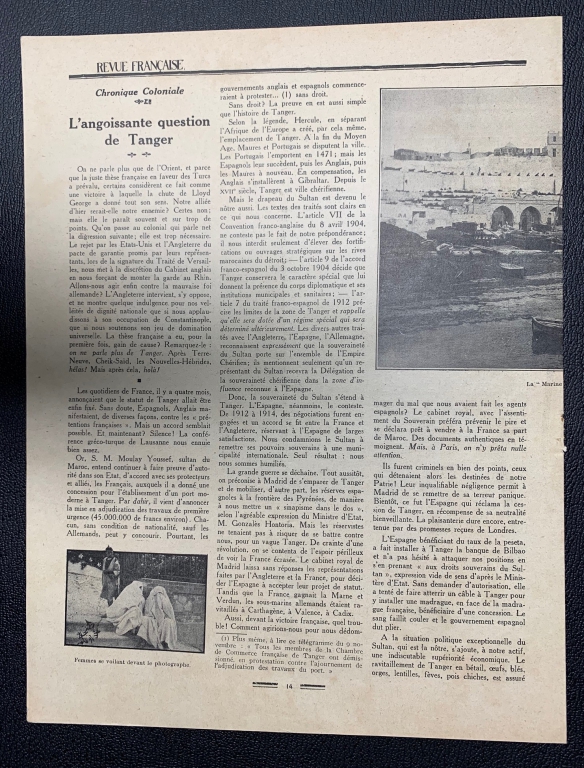 REVUE FRANÇAISE
Chronique Coloniale
L'angoissante question
de Tanger
On ne parle plus que de l'Orient, et parce
que la juste thèse française en faveur des Turcs
a prévalu, certains considèrent ce fait comme
une victoire à laquelle la chute de Lloyd
George a donné tout son sens. Notre alliée
d'hier serait-elle notre ennemie? Certes non;
mais elle le paraît souvent et sur trop de
points. Qu'on passe au colonial qui parle net
la digression suivante; elle est trop nécessaire.
Le rejet par les Etats-Unis et l'Angleterre du
pacte de garantie promis par leurs représen-
tants, lors de la signature du Traité de Versail-
les, nous met à la discrétion du Cabinet anglais
en nous forçant de monter la garde au Rhin.
Allons-nous agir enfin contre la mauvaise foi
allemande? L'Angleterre intervient, s'y oppose,
et ne montre quelque indulgence pour nos vel-
léités de dignité nationale que si nous applau-
dissons à son occupation de Constantinople,
que si nous soutenons son jeu de domination
universelle. La thèse française a eu, pour la
première fois, gain de cause? Remarquez-le :
on ne parle plus de Tanger. Après Terre-
Neuve, Cheik-Saïd, les Nouvelles-Hébrides,
hélas! Mais après cela, holà!
Les quotidiens de France, il y a quatre mois,
annonçaient que le statut de Tanger allait être
enfin fixé. Sans doute, Espagnols, Anglais ma-
nifestaient, de diverses façons, contre les « pré-
tentions françaises ». Mais un accord semblait
possible. Et maintenant? Silence! La confé-
rence gréco-turque de Lausanne nous ennuie
bien assez.
Or, S. M. Moulay Youssef, sultan du
Maroc, entend continuer à faire preuve d'auto-
rité dans son Etat, d'accord avec ses protecteurs
et alliés, les Français, auxquels il a donné une
concession pour l'établissement d'un port mo-
derne à Tanger. Par dahir, il vient d'annoncer
la mise en adjudication des travaux de première
urgence (45.000.000 de francs environ). Cha-
cun, sans condition de nationalité, sauf les
Allemands, peut y concourir. Pourtant, les
Femmes se voilant devant le photographe.
gouvernements anglais et espagnols commence-
raient à protester... (1) sans droit.
Sans droit? La preuve en est aussi simple
que l'histoire de Tanger.
Selon la légende, Hercule, en séparant
l'Afrique de l'Europe a créé, par cela même,
l'emplacement de Tanger. A la fin du Moyen
Age, Maures et Portugais se disputent la ville.
Les Portugais l'emportent en 1471; mais les
Espagnols leur succèdent, puis les Anglais, puis
les Maures à nouveau. En compensation, les
Anglais s'installèrent à Gibraltar. Depuis le
XVIIe siècle, Tanger, est ville chérifienne.
Mais le drapeau du Sultan est devenu le
nôtre aussi. Les textes des traités sont clairs en
ce qui nous concerne. L'article VII de la
Convention franco-anglaise du 8 avril 1904,
ne conteste pas le fait de notre prépondérance;
il nous interdit seulement d'élever des fortifi-
cations ou ouvrages stratégiques sur les rives
marocaines du détroit; — l'article 9 de l'accord
franco-espagnol du 3 octobre 1904 décide que
Tanger conservera le caractère spécial que lui
donnent la présence du corps diplomatique et ses
institutions municipales et sanitaires; — l'ar-
ticle 7 du traité franco-espagnol de 1912 pré-
cise les limites de la zone de Tanger et rappelle
qu'elle sera dotée d'un régime spécial qui sera
déterminé ultérieurement. Les divers autres trai-
tés avec l'Angleterre, l'Espagne, l'Allemagne,
reconnaissent expressément que la souveraineté
du Sultan porte sur l'ensemble de l'Empire
Chérifien; ils mentionnent seulement qu'un re-
présentant du Sultan recevra la Délégation de
la souveraineté chérifienne dans la zone d'in-
fluence reconnue à l'Espagne.
Donc, la souveraineté du Sultan s'étend à
Tanger. L'Espagne, néanmoins, le conteste.
De 1912 à 1914, des négociations furent en-
gagées et un accord se fit entre la France et
l'Angleterre, réservant à l'Espagne de larges
satisfactions. Nous condamnions le Sultan à
remettre ses pouvoirs souverains à une muni-
cipalité internationale. Seul résultat : nous
nous sommes humiliés.
La grande guerre se déchaîne. Tout aussitôt,
on préconise à Madrid de s'emparer de Tanger
et de mobiliser, d'autre part, les réserves espa-
gnoles à la frontière des Pyrénées, de manière
à nous mettre un « sinapisme dans le dos »,
selon l'agréable expression du Ministre d'Etat,
M. Gonzalès Hontoria. Mais les réservistes
ne tenaient pas à risquer de se battre contre
nous, pour un vague Tanger. De crainte d'une
révolution, on se contenta de l'espoir périlleux
de voir la France écrasée. Le cabinet royal de
Madrid laissa sans réponses les représentations
faites par l'Angleterre et la France, pour déci-
der l'Espagne à accepter leur projet de statut.
Tandis que la France gagnait la Marne et
Verdun, les sous-marins allemands étaient ra-
vitaillés à Carthagène, à Valence, à Cadix.
Aussi, devant la victoire française, quel trou-
ble! Comment agirions-nous pour nous dédom-
(1) Plus même, à lire ce télégramme du 9 no-
vembre : « Tous les membres de la Chambre
de Commerce française de Tanger ont démis-
sionné, en protestation contre l'ajournement de
l'adjudication des travaux du port. »
La " Marine
mager du mal que nous avaient fait les agents
espagnols? Le cabinet royal, avec l'assenti-
ment du Souverain préféra prévenir le pire et
se déclara prêt à vendre à la France sa part
de Maroc. Des documents authentiques en té-
moignent. Mais, à Paris, on n'y prêta nulle
attention.
Ils furent criminels en bien des points, ceux
qui détenaient alors les destinées de notre
Patrie! Leur inqualifiable négligence permit à
Madrid de se remettre de sa terreur panique.
Bientôt, ce fut l'Espagne qui réclama la ces-
sion de Tanger, en récompense de sa neutralité
bienveillante. La plaisanterie dure encore, entre-
tenue par des promesses reçues de Londres.
L'Espagne bénéficiant du taux de la peseta,
a fait installer à Tanger la banque de Bilbao
et n'a pas hésité à attaquer nos positions en
s'en prenant « aux droits souverains du Sul-
tan », expression vide de sens d'après le Minis-
tre d'Etat. Sans demander d'autorisation, elle
a tenté de faire atterrir un câble à Tanger pour
y installer une madrague, en face de la madra-
gue française, bénéficiaire d'une concession. Le
sang faillit couler et le gouvernement espagnol
dut plier.
A la situation politique exceptionnelle du
Sultan, qui est la nôtre, s'ajoute, à notre actif,
une indiscutable supériorité économique. Le
ravitaillement de Tanger en bétail, œufs, blés,
orges, lentilles, fèves, pois chiches, est assuré
14